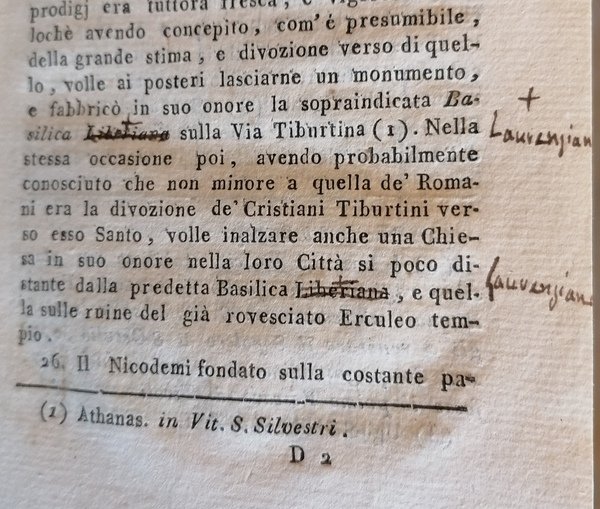 prodigj era tuttora fresca, e
lochè avendo concepito, com'è presumibile,
della grande stima, e divozione verso di quel-
lo, volle ai posteri lasciarne un monumento,
e fabbricò in suo onore la sopraindicata Ba-
silica Liberiana sulla Via Tiburtina (1). Nella
+
Laurenzian
stessa occasione poi, avendo probabilmente
conosciuto che non minore a quella de' Roma-
ni era la divozione de' Cristiani Tiburtini ver-
so esso Santo, volle inalzare anche una Chie-
sa in suo onore nella loro Città sì poco di-
stante dalla predetta Basilica Liberiana, e quel-
Laurenziana
la sulle ruine del già rovesciato Erculeo tem-
pio.
26. Il Nicodemi fondato sulla costante pa-
(1) Athanas. in Vit. S. Silvestri.
D 2